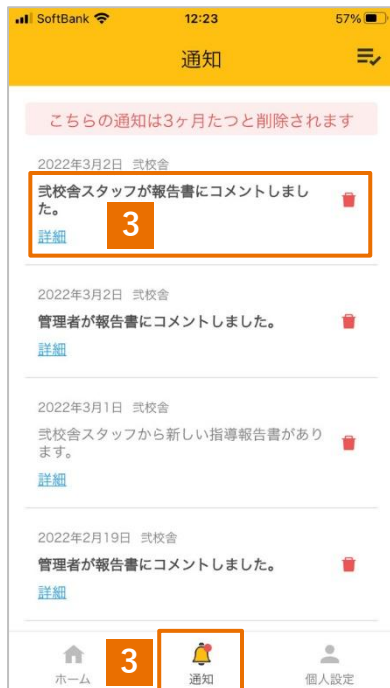 SoftBank 12:23 57%
通知
こちらの通知は3ヶ月たつと削除されます
2022年3月2日 弐校舎
弐校舎スタッフが報告書にコメントしまし
た。
詳細
3
2022年3月2日 弐校舎
管理者が報告書にコメントしました。
詳細
2022年3月1日 弐校舎
弐校舎スタッフから新しい指導報告書があり
ます。
詳細
2022年2月19日 弐校舎
管理者が報告書にコメントしました。
詳細
3
ホーム 通知 個人設定